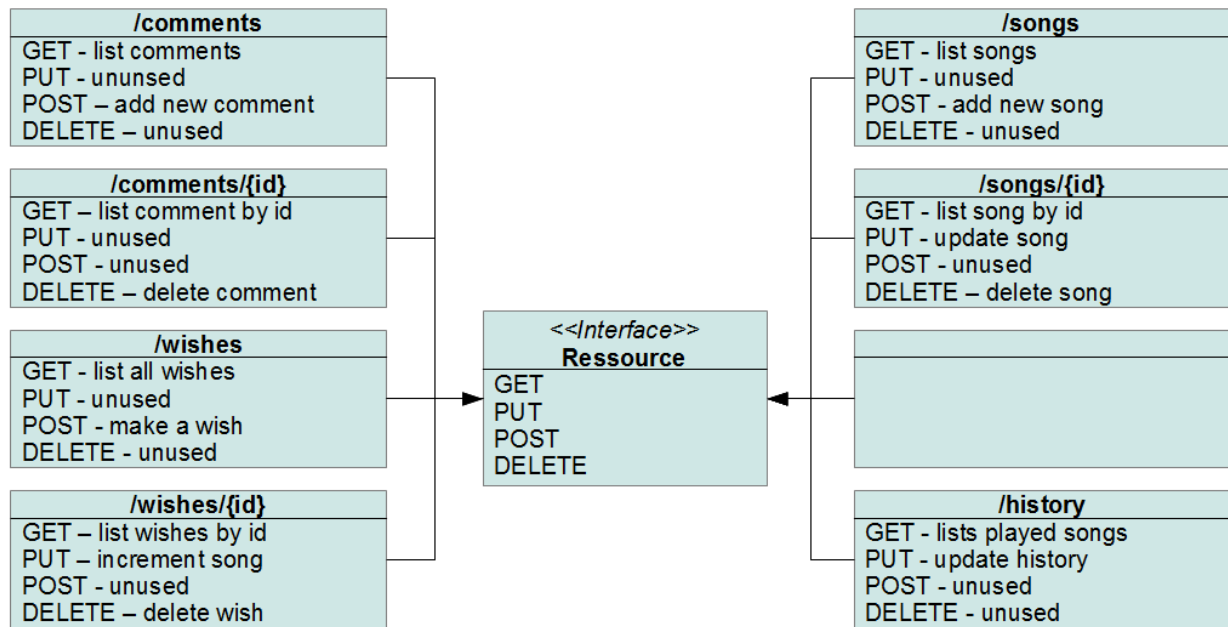 /comments
GET - list comments
PUT - ununsed
POST – add new comment
DELETE – unused
/comments/{id}
GET – list comment by id
PUT - unused
POST - unused
DELETE – delete comment
/wishes
GET - list all wishes
PUT - unused
POST - make a wish
DELETE - unused
/wishes/{id}
GET – list wishes by id
PUT – increment song
POST - unused
DELETE – delete wish
<<Interface>>
Ressource
GET
PUT
POST
DELETE
/songs
GET - list songs
PUT - unused
POST - add new song
DELETE - unused
/songs/{id}
GET - list song by id
PUT - update song
POST - unused
DELETE – delete song
/history
GET - lists played songs
PUT - update history
POST - unused
DELETE - unused